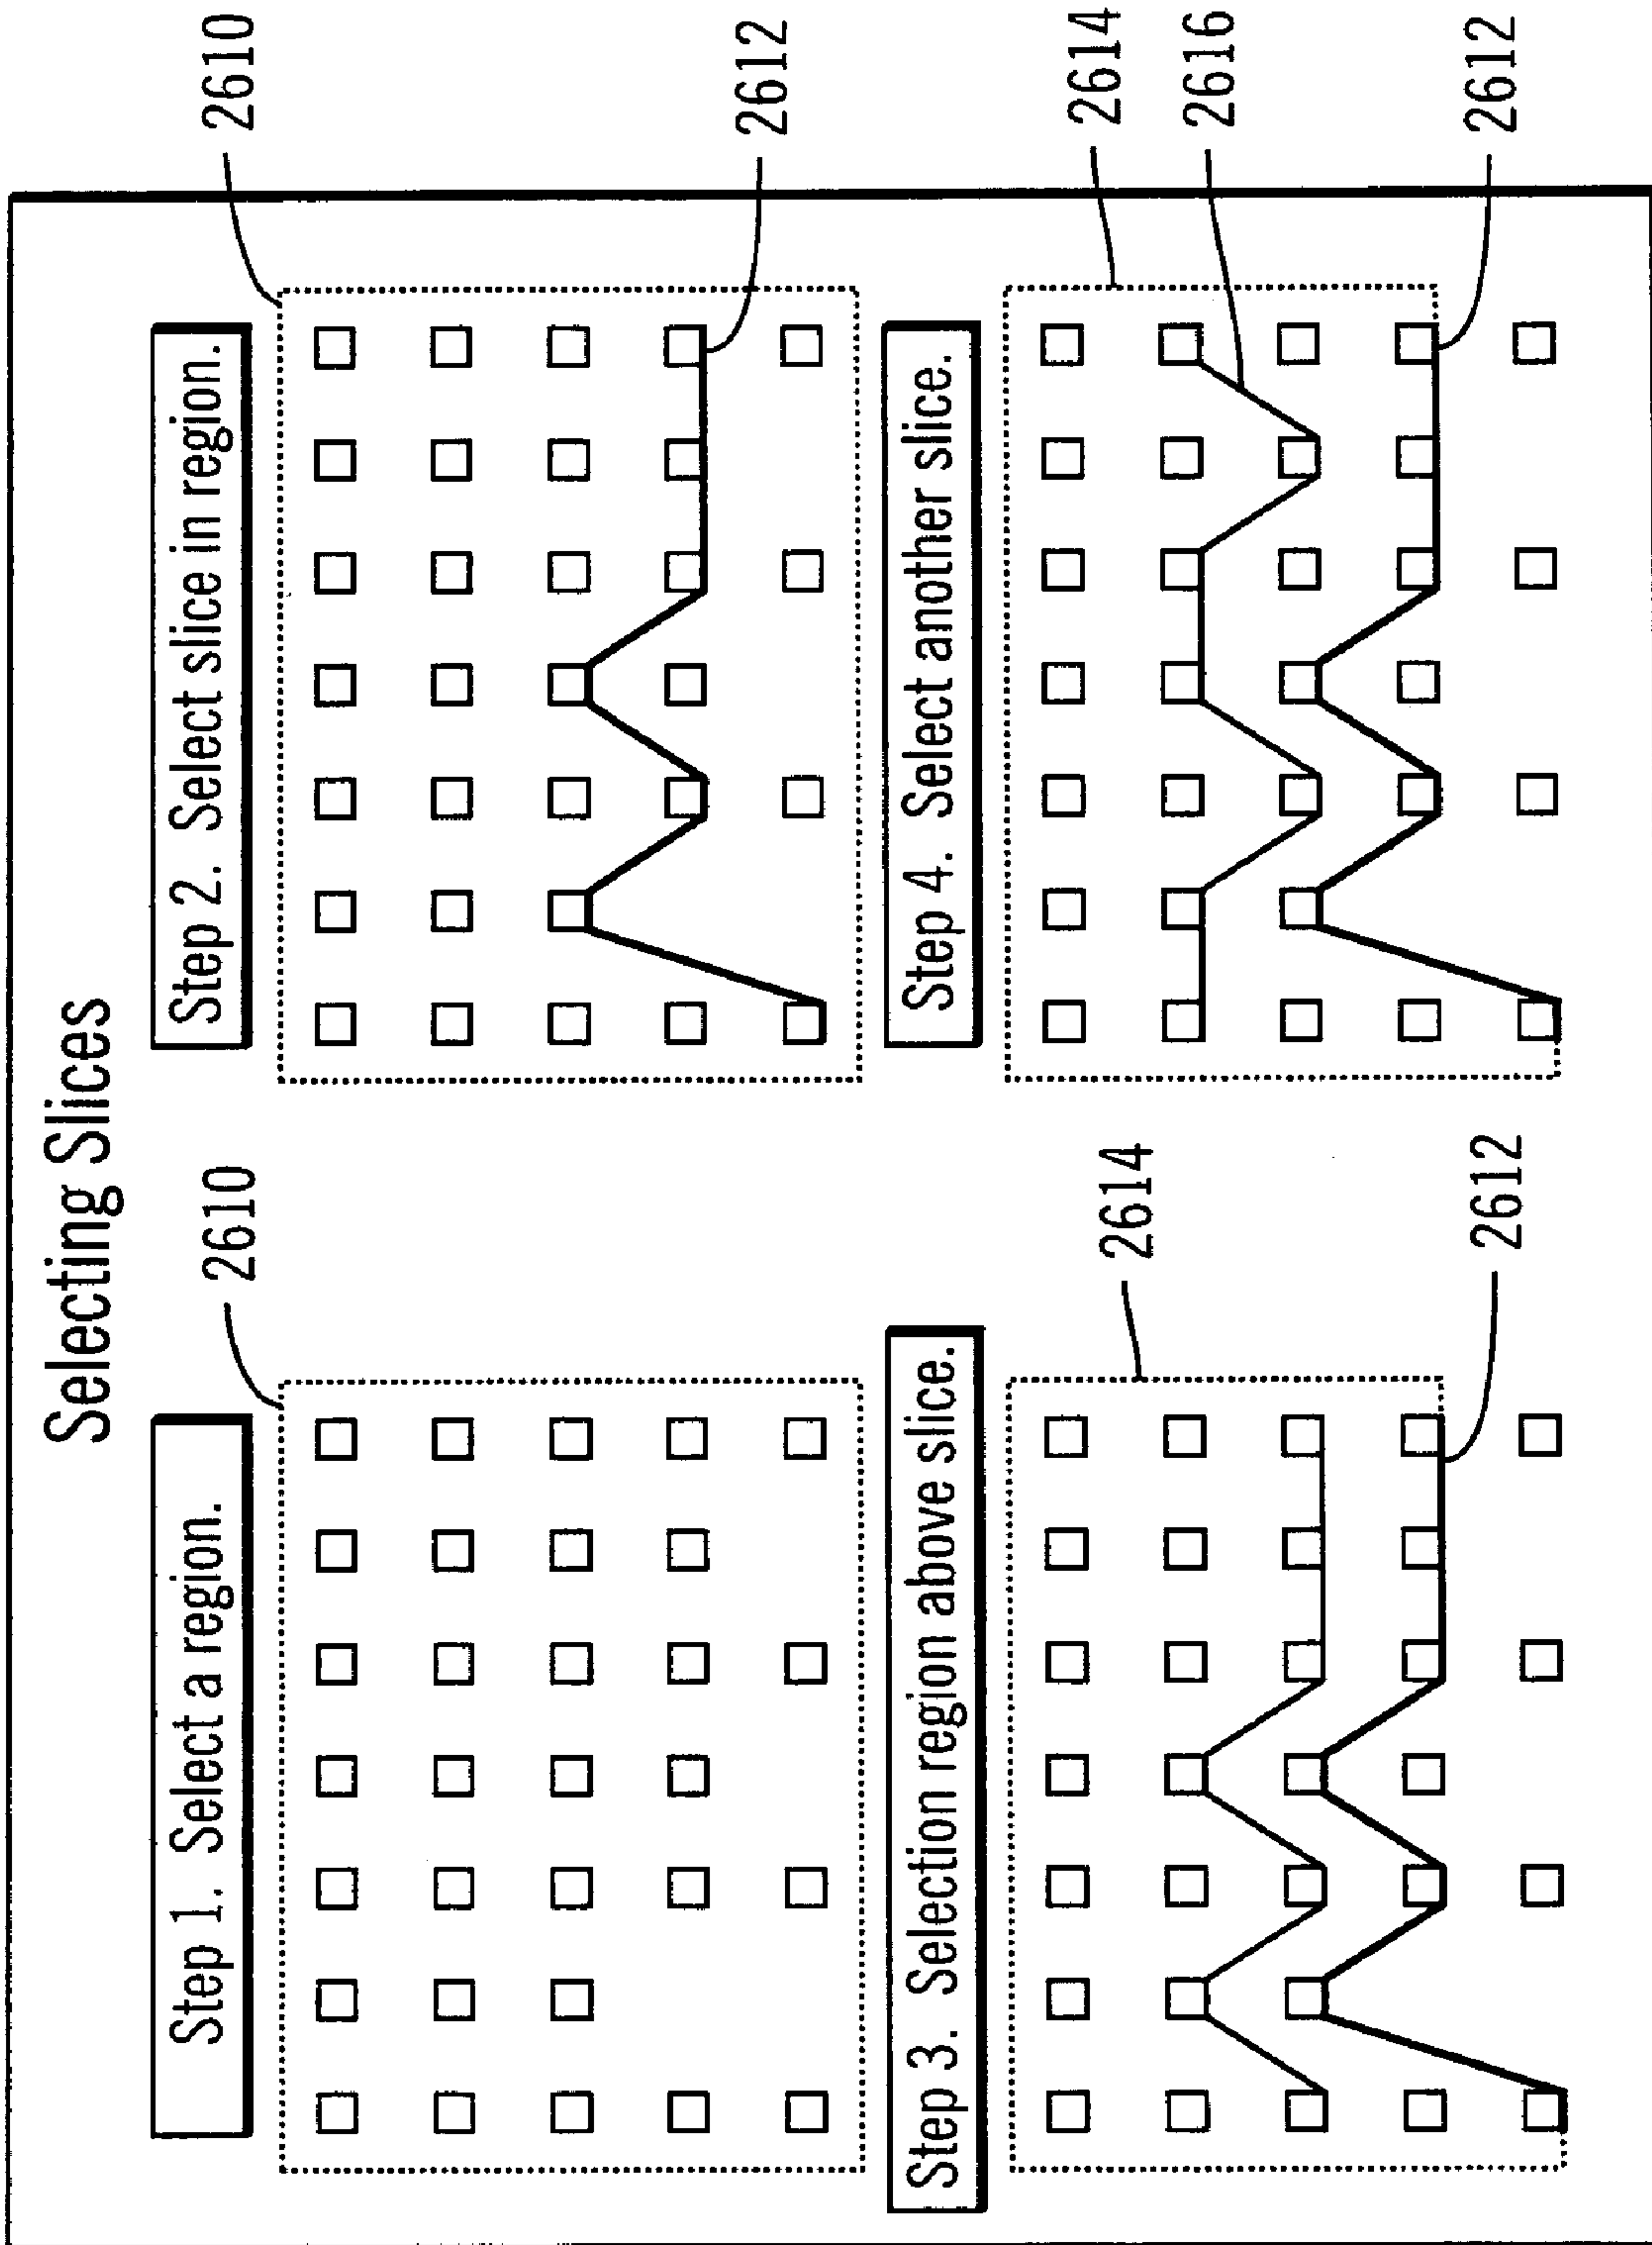 Selecting Slices
Step 1. Select a region.
2610
Step 2. Select slice in region.
2610
2612
Step 3. Selection region above slice.
2614
2612
Step 4. Select another slice.
2614
2616
2612